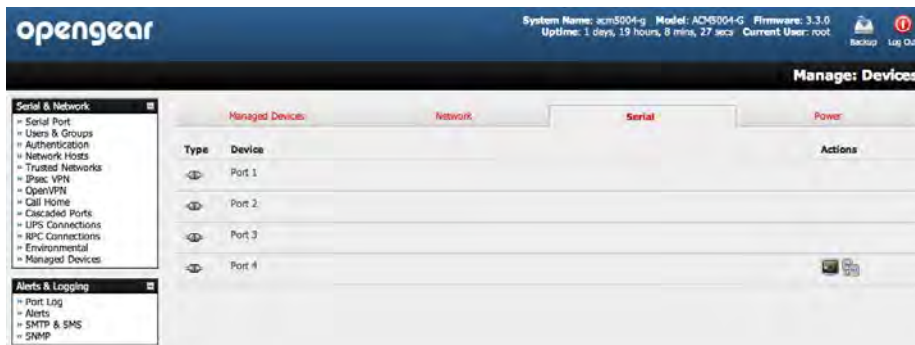 opengear
System Name: acm5004-g Model: ACM5004-G Firmware: 3.3.0
Uptime: 1 days, 19 hours, 8 mins, 27 secs Current User: root
Backup
Log Ou
Manage: Devices
Serial & Network
» Serial Port
» Users & Groups
» Authentication
» Network Hosts
» Trusted Networks
» IPsec VPN
» OpenVPN
» Call Home
» Cascaded Ports
» UPS Connections
» RPC Connections
» Environmental
» Managed Devices
Alerts & Logging
» Port Log
» Alerts
» SMTP & SMS
» SNMP
Managed Devices Network Serial Power
Type Device Actions
Port 1
Port 2
Port 3
Port 4